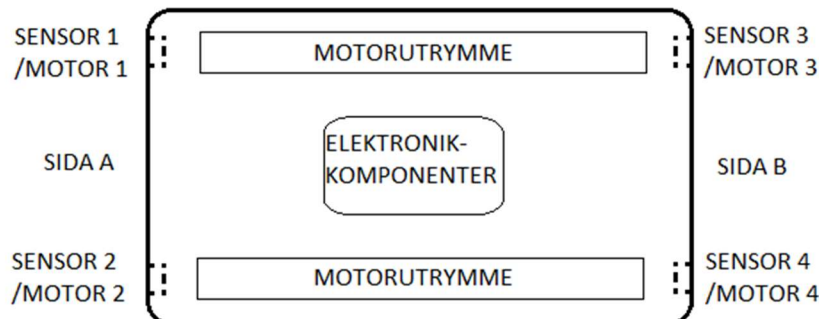 SENSOR 1
/MOTOR 1
MOTORUTRYMME
SENSOR 3
/MOTOR 3
SIDA A
ELEKTRONIK-
KOMPONENTER
SIDA B
SENSOR 2
/MOTOR 2
MOTORUTRYMME
SENSOR 4
/MOTOR 4